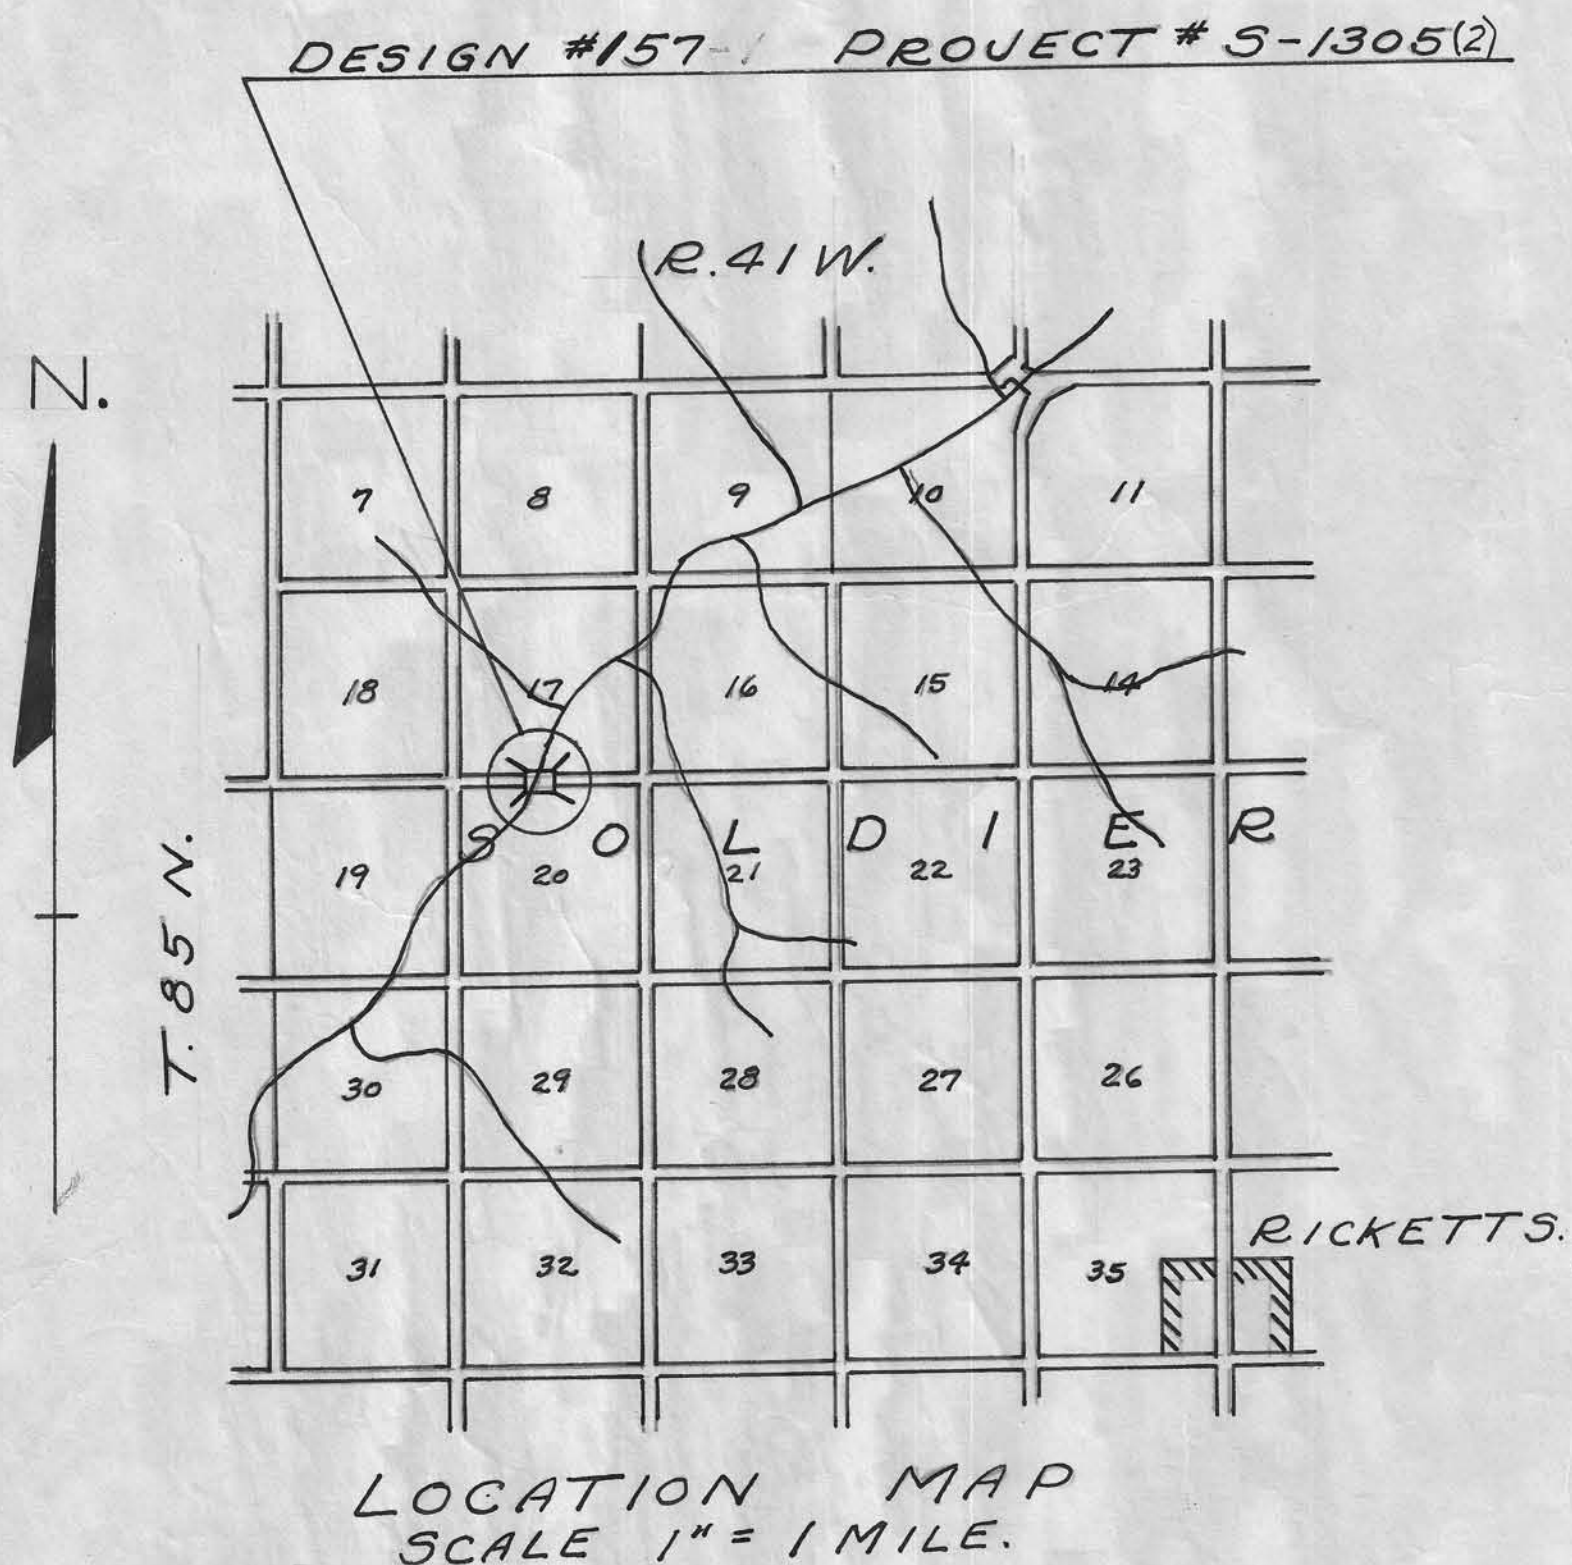 DESIGN #157 PROJECT # S-1305(2)
R.41 W.
N.
7 8 9 10 11
18 17 16 15 14
T. 85 N.
S O L D I E R
19 20 21 22 23
30 29 28 27 26
RICKETTS.
31 32 33 34 35
LOCATION MAP
SCALE 1" = 1 MILE.